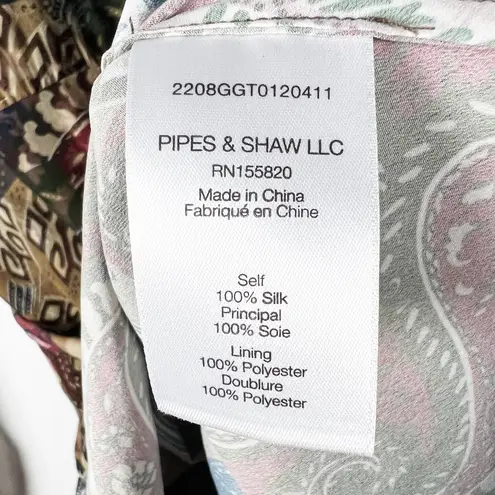 2208GGT0120411
PIPES & SHAW LLC
RN155820
Made in China
Fabriqué en Chine
Self
100% Silk
Principal
100% Soie
Lining
100% Polyester
Doublure
100% Polyester